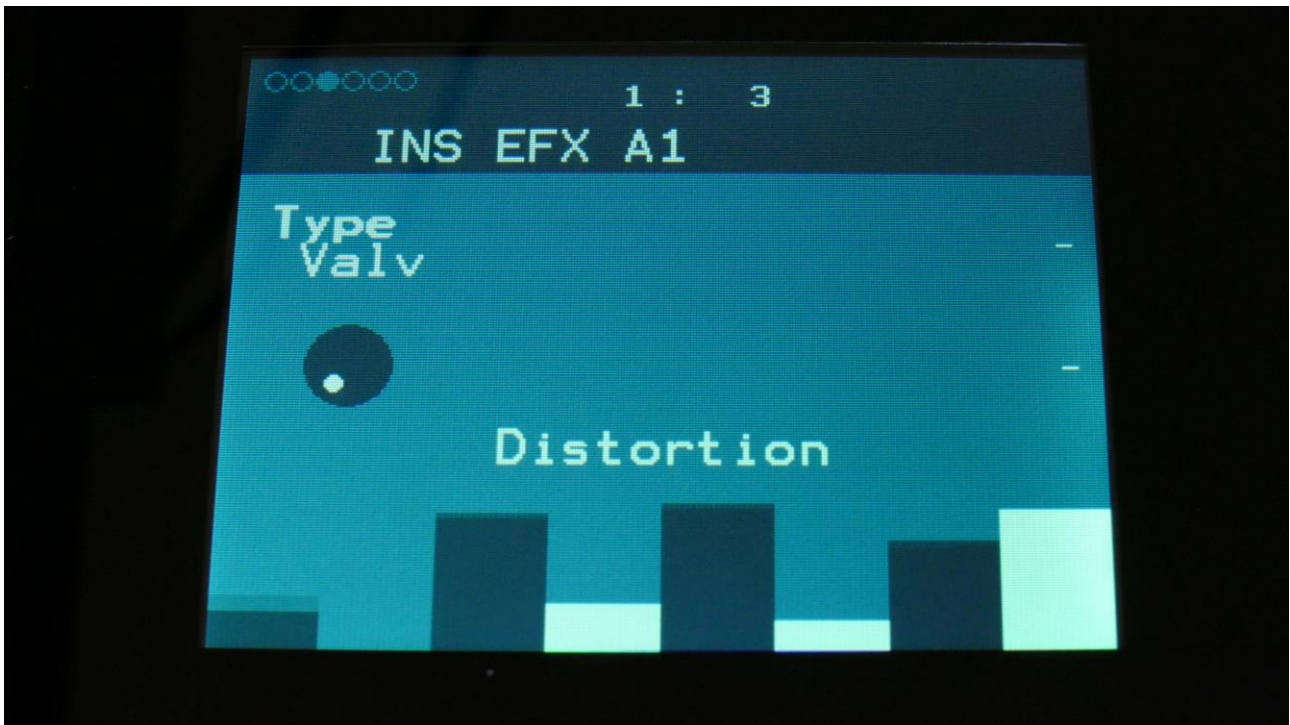 1 : 3
INS EFX A1
Type
Valv
Distortion